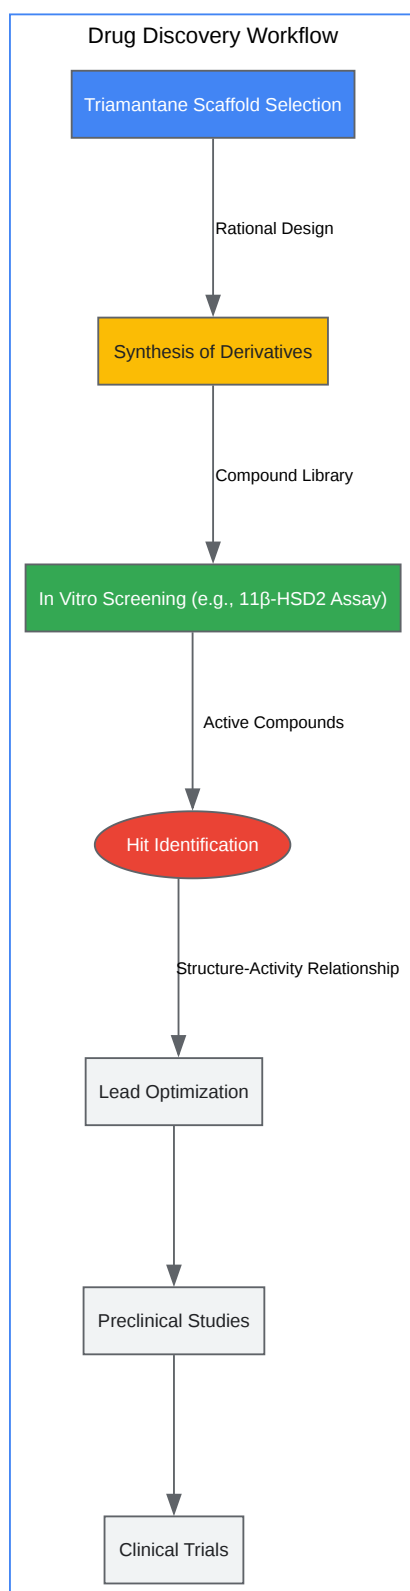 Drug Discovery Workflow
Triamantane Scaffold Selection
Rational Design
Synthesis of Derivatives
Compound Library
In Vitro Screening (e.g., 11β-HSD2 Assay)
Active Compounds
Hit Identification
Structure-Activity Relationship
Lead Optimization
Preclinical Studies
Clinical Trials